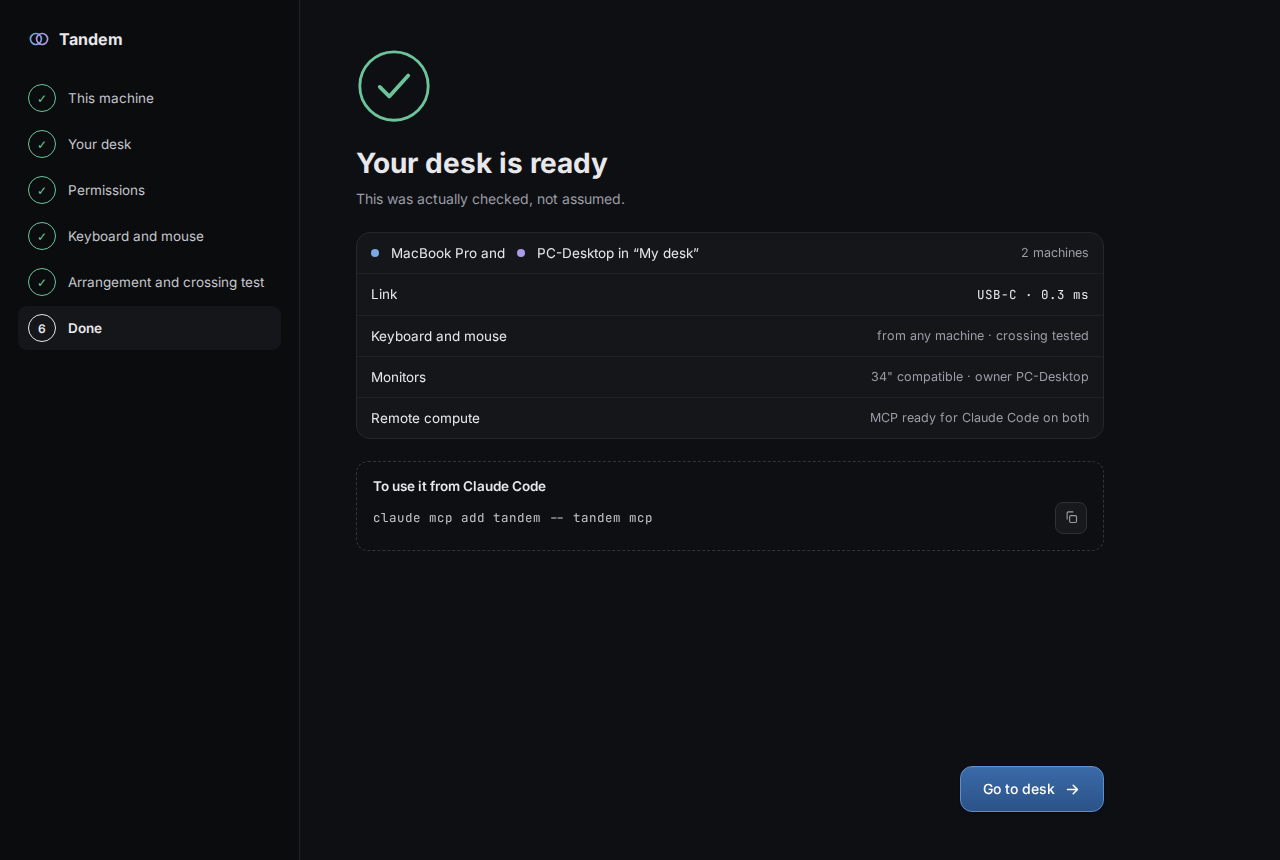 Tandem
✓ This machine
✓ Your desk
✓ Permissions
✓ Keyboard and mouse
✓ Arrangement and crossing test
6 Done
Your desk is ready
This was actually checked, not assumed.
MacBook Pro and PC-Desktop in “My desk” 2 machines
Link USB-C · 0.3 ms
Keyboard and mouse from any machine · crossing tested
Monitors 34" compatible · owner PC-Desktop
Remote compute MCP ready for Claude Code on both
To use it from Claude Code
claude mcp add tandem -- tandem mcp
Go to desk →